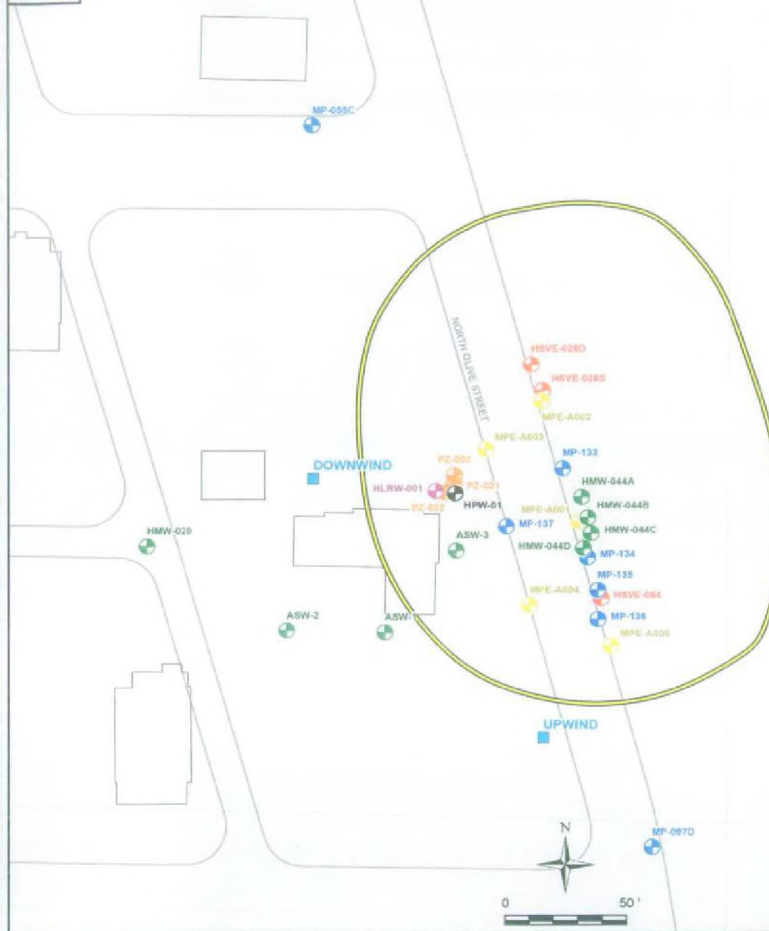 MP-055C
NORTH OLIVE STREET
HSVE-028D
HSVE-028S
MPE-A002
MPE-A003
MP-133
PZ-003
DOWNWIND
HMW-044A
HLRW-001
PZ-001
PZ-002
HPW-01
HMW-044B
MPE-A001
MP-137
HMW-044C
ASW-3
HMW-020
HMW-044D
MP-134
MP-135
MPE-A004
HSVE-084
ASW-2
ASW-1
MP-136
MPE-A005
UPWIND
N
MP-097D
0 50 '